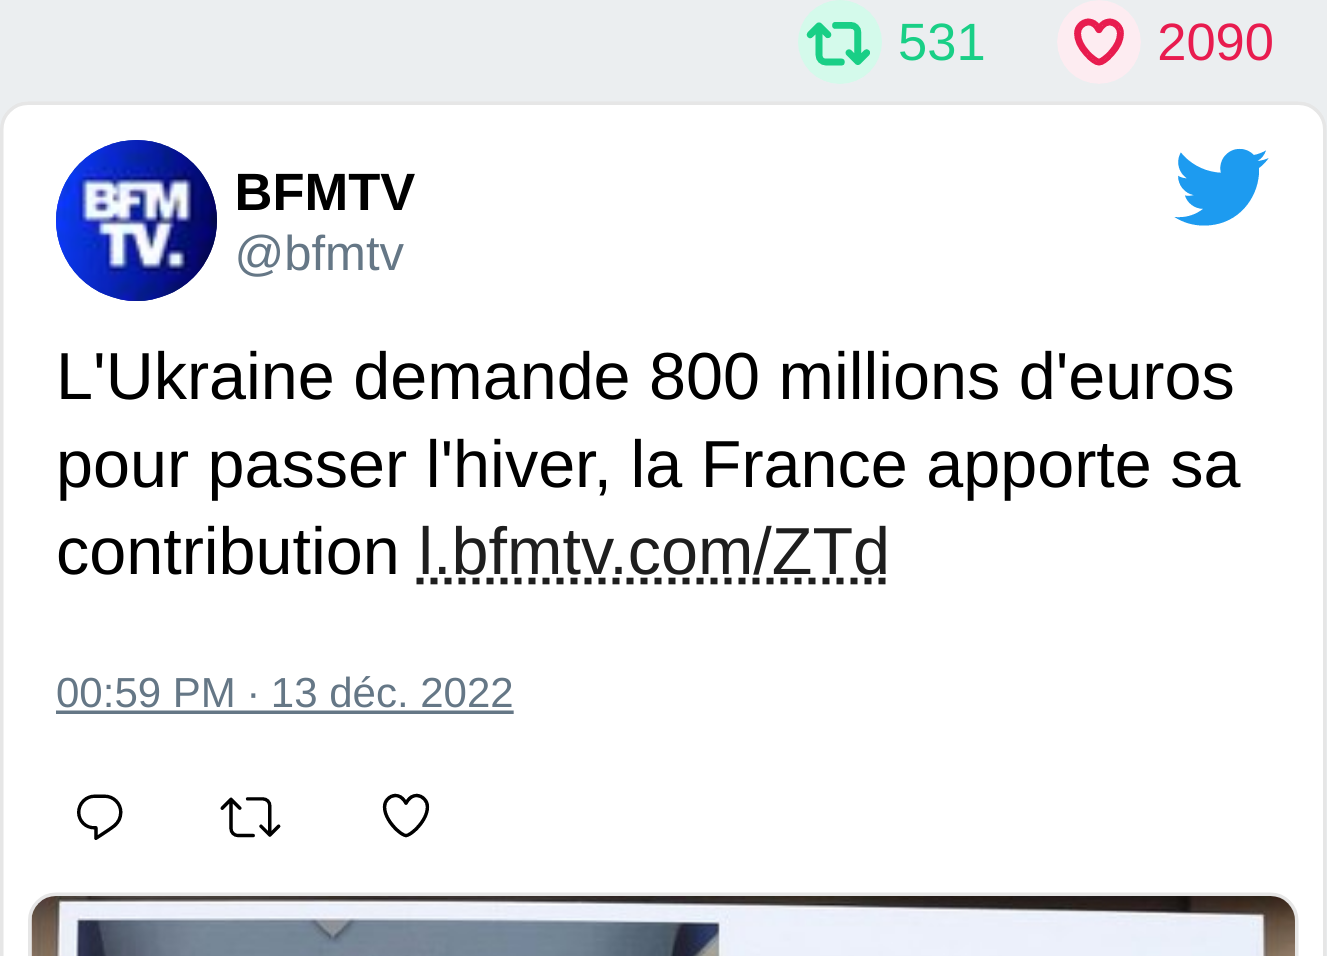 531 2090
BFM
TV.
BFMTV
@bfmtv
L'Ukraine demande 800 millions d'euros
pour passer l'hiver, la France apporte sa
contribution l.bfmtv.com/ZTd
00:59 PM · 13 déc. 2022